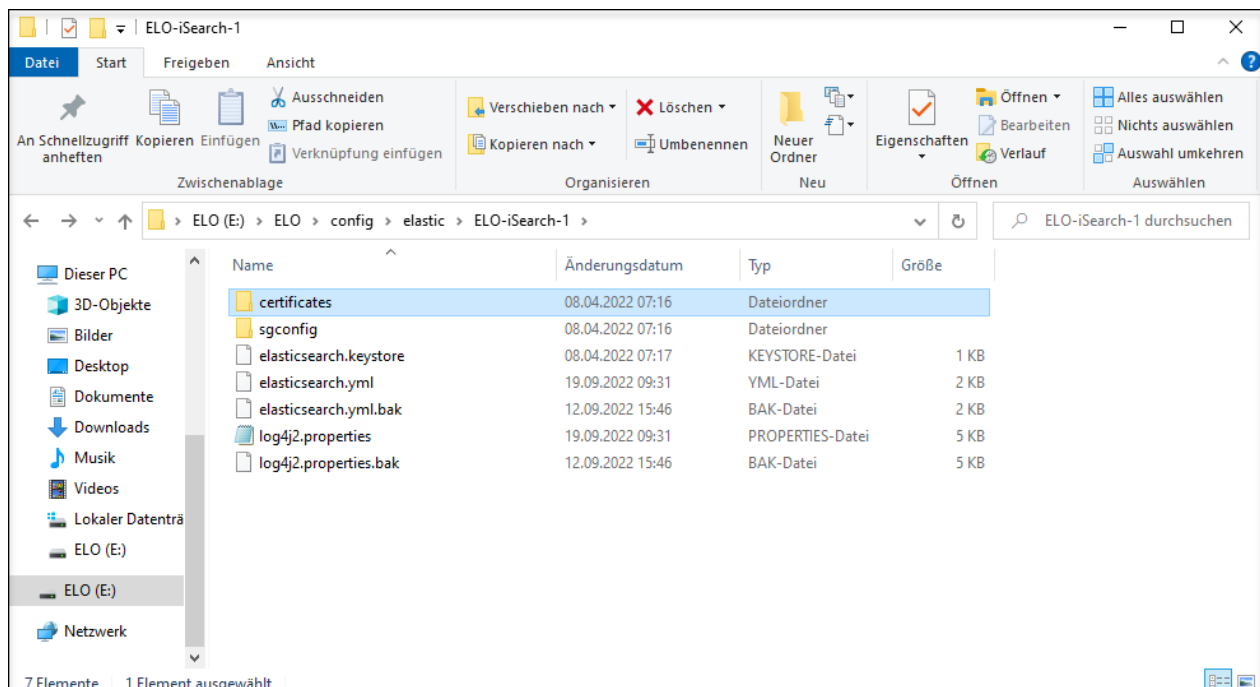 ELO-iSearch-1
Datei Start Freigeben Ansicht
An Schnellzugriff anheften
Kopieren
Einfügen
Ausschneiden
Pfad kopieren
Verknüpfung einfügen
Zwischenablage
Verschieben nach
Kopieren nach
Löschen
Umbenennen
Organisieren
Neuer Ordner
Neu
Eigenschaften
Öffnen
Bearbeiten
Verlauf
Öffnen
Alles auswählen
Nichts auswählen
Auswahl umkehren
Auswählen
ELO (E:) > ELO > config > elastic > ELO-iSearch-1 >
ELO-iSearch-1 durchsuchen
Dieser PC
3D-Objekte
Bilder
Desktop
Dokumente
Downloads
Musik
Videos
Lokaler Datenträ
ELO (E:)
ELO (E:)
Netzwerk
Name Änderungsdatum Typ Größe
certificates 08.04.2022 07:16 Dateiordner
sgconfig 08.04.2022 07:16 Dateiordner
elasticsearch.keystore 08.04.2022 07:17 KEYSTORE-Datei 1 KB
elasticsearch.yml 19.09.2022 09:31 YML-Datei 2 KB
elasticsearch.yml.bak 12.09.2022 15:46 BAK-Datei 2 KB
log4j2.properties 19.09.2022 09:31 PROPERTIES-Datei 5 KB
log4j2.properties.bak 12.09.2022 15:46 BAK-Datei 5 KB
7 Elemente 1 Element ausgewählt